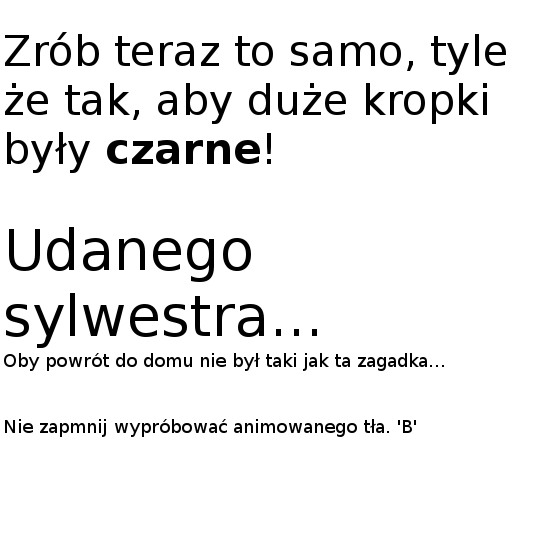 Zrób teraz to samo, tyle
że tak, aby duże kropki
były czarne!
Udanego
sylwestra...
Oby powrót do domu nie był taki jak ta zagadka...
Nie zapmnij wypróbować animowanego tła. 'B'